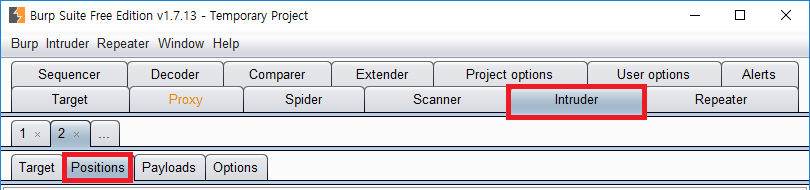 Burp Suite Free Edition v1.7.13 - Temporary Project
Burp Intruder Repeater Window Help
Sequencer Decoder Comparer Extender Project options User options Alerts
Target Proxy Spider Scanner Intruder Repeater
1 × 2 × ...
Target Positions Payloads Options